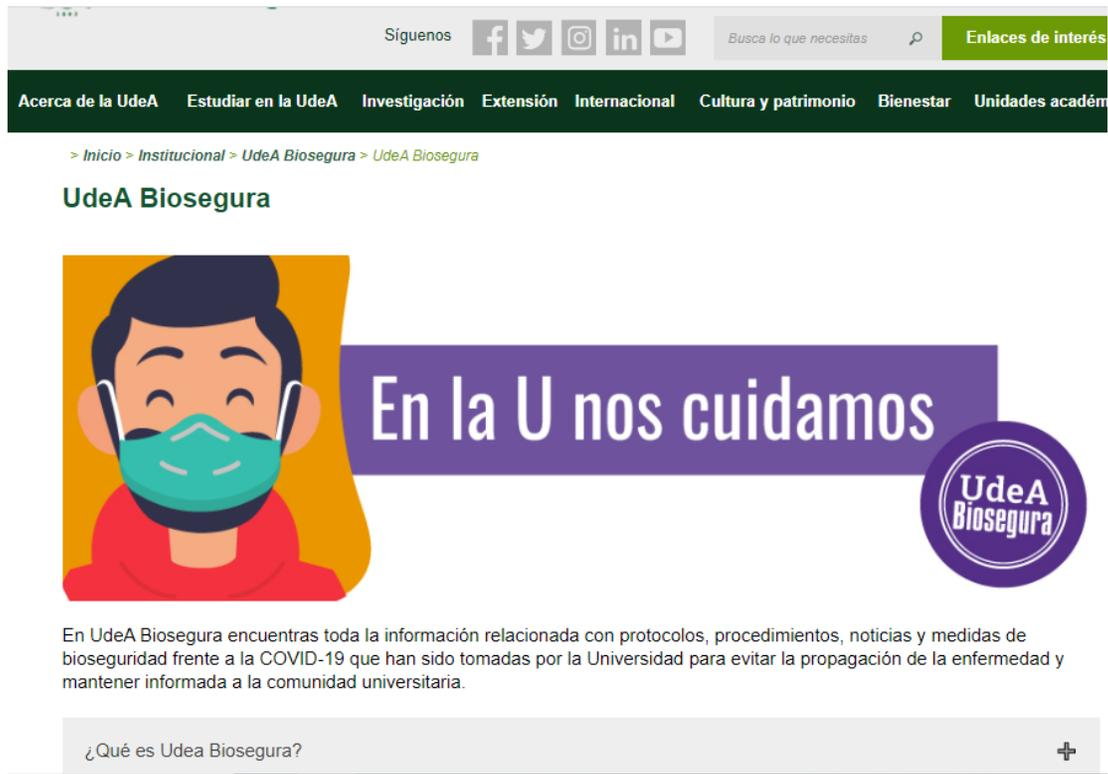 Síguenos
Busca lo que necesitas
Enlaces de interés
Acerca de la UdeA Estudiar en la UdeA Investigación Extensión Internacional Cultura y patrimonio Bienestar Unidades académ
> Inicio > Institucional > UdeA Biosegura > UdeA Biosegura
UdeA Biosegura
En la U nos cuidamos
UdeA
Biosegura
En UdeA Biosegura encuentras toda la información relacionada con protocolos, procedimientos, noticias y medidas de
bioseguridad frente a la COVID-19 que han sido tomadas por la Universidad para evitar la propagación de la enfermedad y
mantener informada a la comunidad universitaria.
¿Qué es Udea Biosegura?